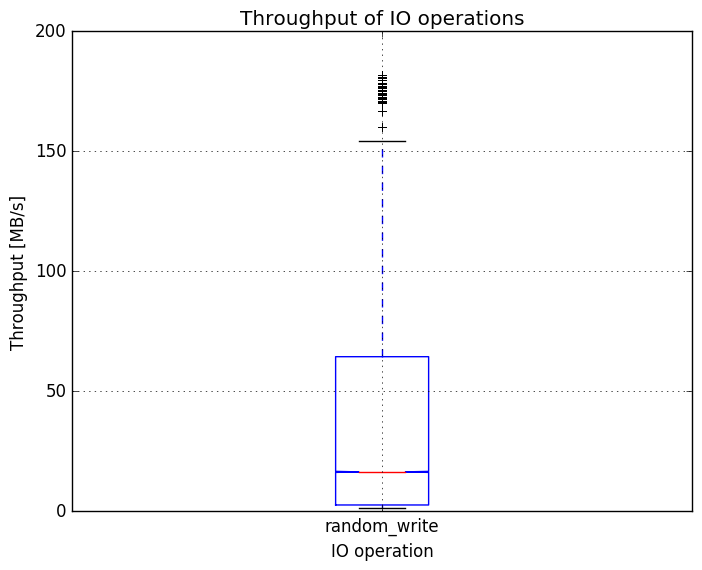 Throughput of IO operations
200
150
100
50
0
Throughput [MB/s]
random_write
IO operation